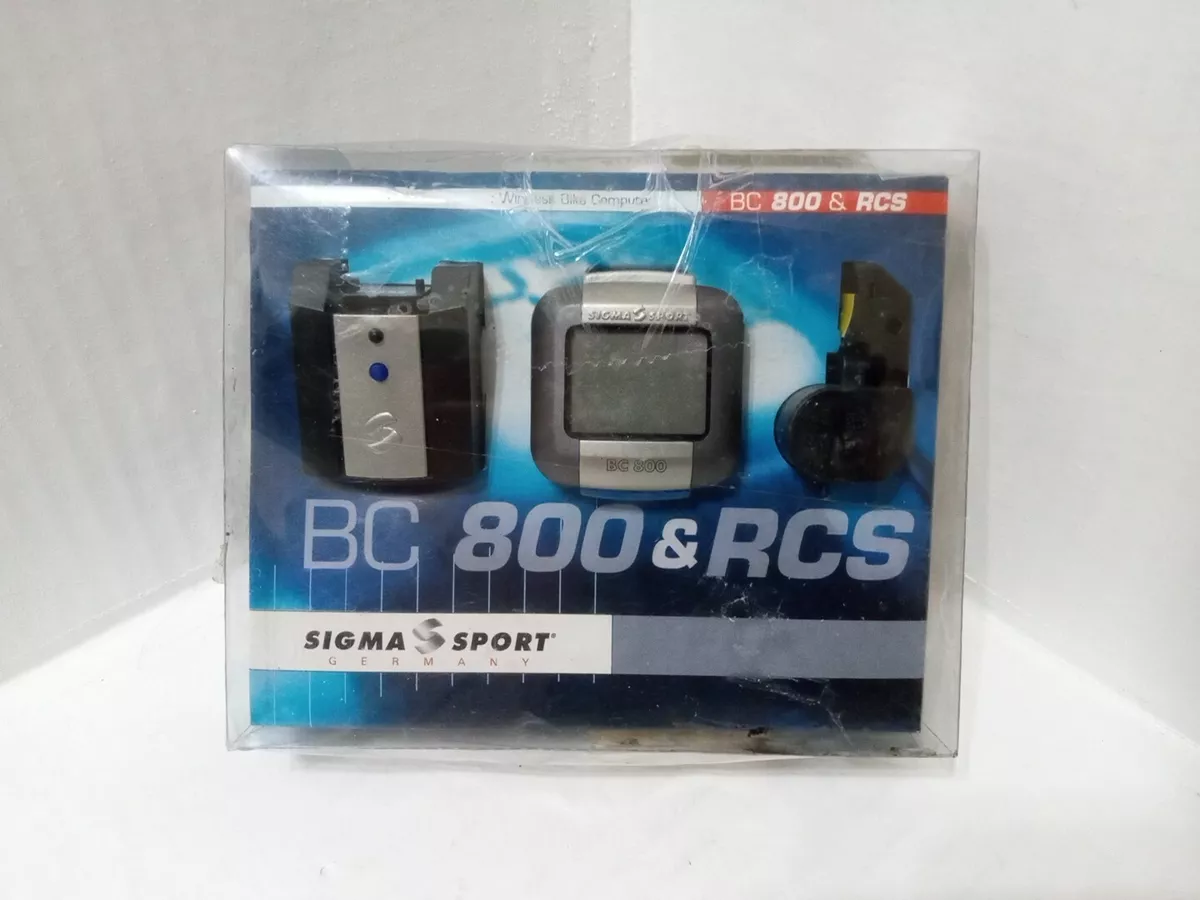 : Wireless Bike Computer
BC 800 & RCS
SIGMA SPORT
BC 800
BC 800 & RCS
SIGMA SPORT®
GERMANY